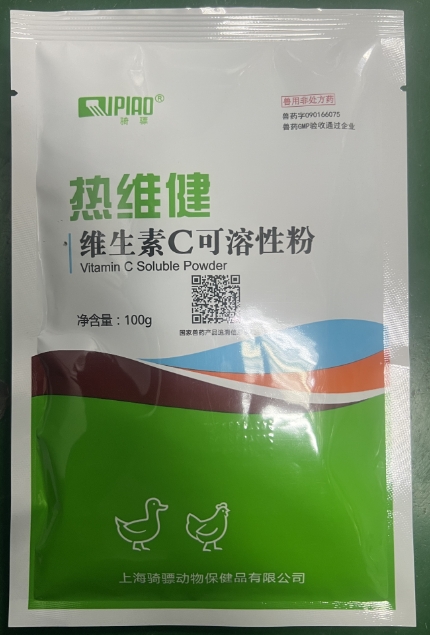 QIPIAO®
骑骠
兽用非处方药
兽药字090166075
兽药GMP验收通过企业
热维健
维生素C可溶性粉
Vitamin C Soluble Powder
净含量：100g
国家兽药产品追溯
上海骑骠动物保健品有限公司